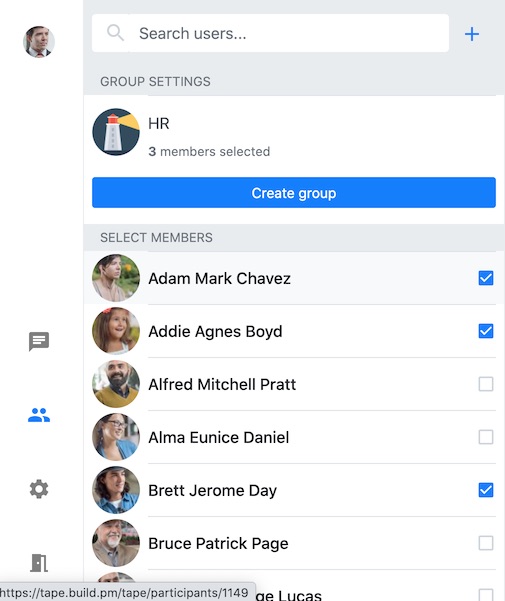 Search users...
GROUP SETTINGS
HR
3 members selected
Create group
SELECT MEMBERS
Adam Mark Chavez
Addie Agnes Boyd
Alfred Mitchell Pratt
Alma Eunice Daniel
Brett Jerome Day
Bruce Patrick Page
ge Lucas
https://tape.build.pm/tape/participants/1149